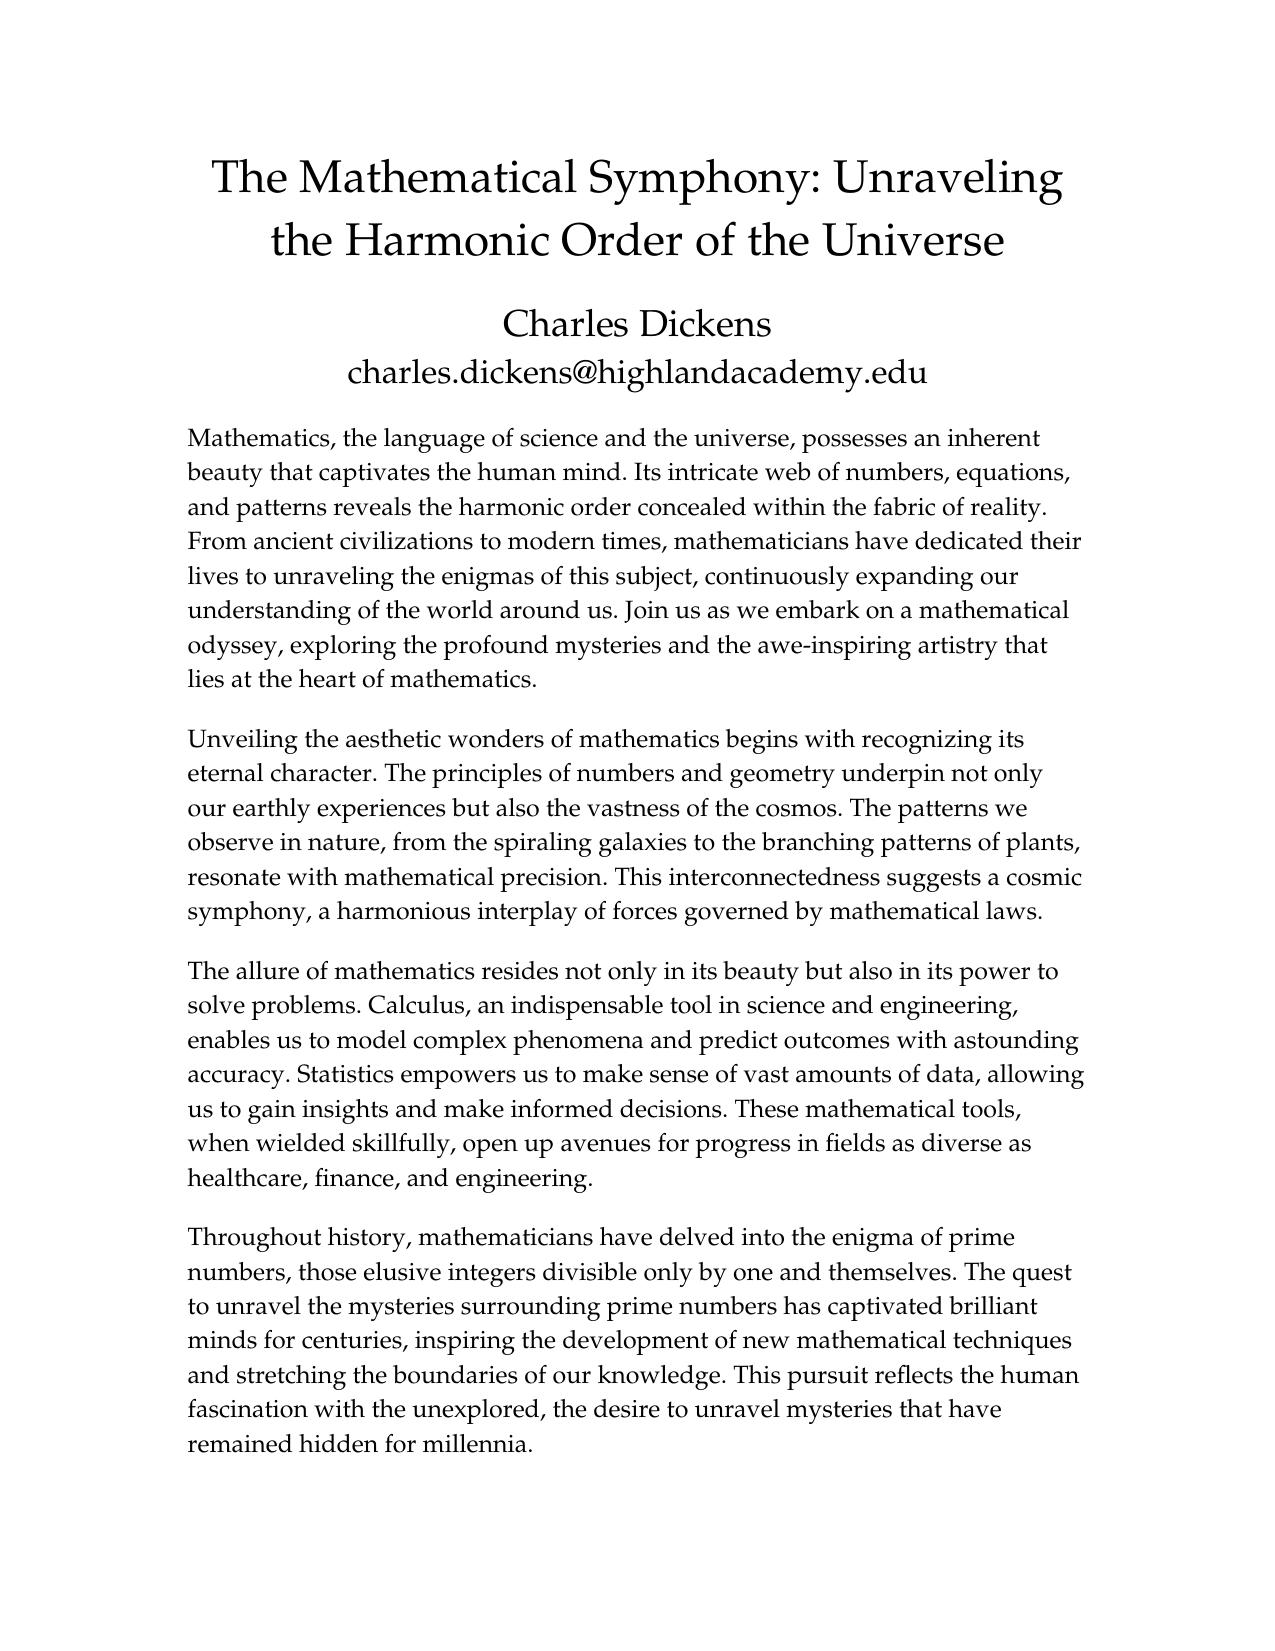 The Mathematical Symphony: Unraveling
the Harmonic Order of the Universe
Charles Dickens
charles.dickens@highlandacademy.edu
Mathematics, the language of science and the universe, possesses an inherent
beauty that captivates the human mind. Its intricate web of numbers, equations,
and patterns reveals the harmonic order concealed within the fabric of reality.
From ancient civilizations to modern times, mathematicians have dedicated their
lives to unraveling the enigmas of this subject, continuously expanding our
understanding of the world around us. Join us as we embark on a mathematical
odyssey, exploring the profound mysteries and the awe-inspiring artistry that
lies at the heart of mathematics.
Unveiling the aesthetic wonders of mathematics begins with recognizing its
eternal character. The principles of numbers and geometry underpin not only
our earthly experiences but also the vastness of the cosmos. The patterns we
observe in nature, from the spiraling galaxies to the branching patterns of plants,
resonate with mathematical precision. This interconnectedness suggests a cosmic
symphony, a harmonious interplay of forces governed by mathematical laws.
The allure of mathematics resides not only in its beauty but also in its power to
solve problems. Calculus, an indispensable tool in science and engineering,
enables us to model complex phenomena and predict outcomes with astounding
accuracy. Statistics empowers us to make sense of vast amounts of data, allowing
us to gain insights and make informed decisions. These mathematical tools,
when wielded skillfully, open up avenues for progress in fields as diverse as
healthcare, finance, and engineering.
Throughout history, mathematicians have delved into the enigma of prime
numbers, those elusive integers divisible only by one and themselves. The quest
to unravel the mysteries surrounding prime numbers has captivated brilliant
minds for centuries, inspiring the development of new mathematical techniques
and stretching the boundaries of our knowledge. This pursuit reflects the human
fascination with the unexplored, the desire to unravel mysteries that have
remained hidden for millennia.